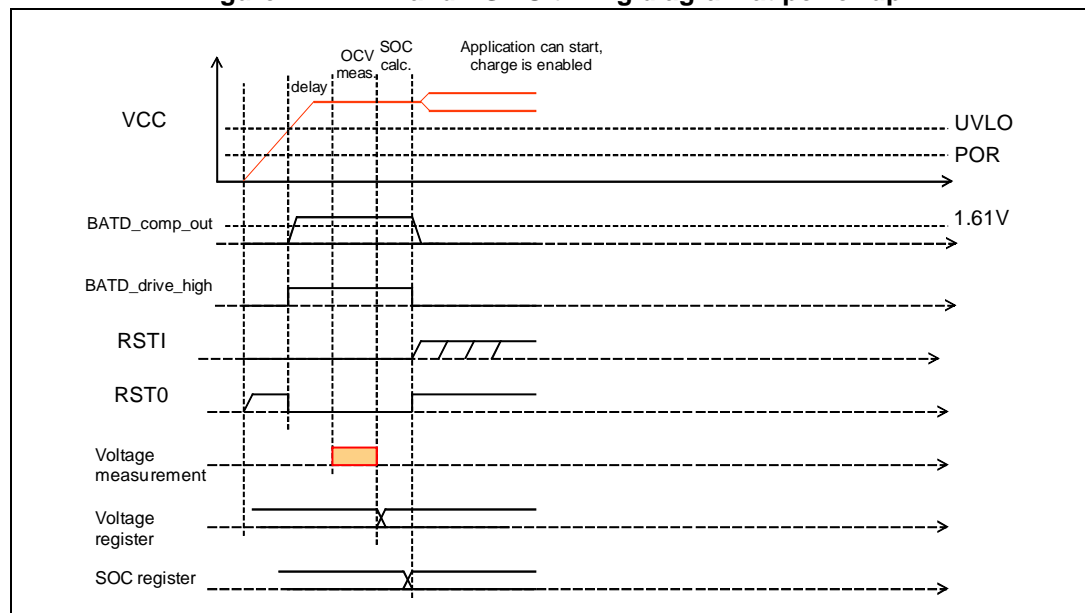 OCV
meas.
SOC
calc.
Application can start,
charge is enabled
delay
VCC
UVLO
POR
BATD_comp_out
1.61V
BATD_drive_high
RSTI
RST0
Voltage
measurement
Voltage
register
SOC register